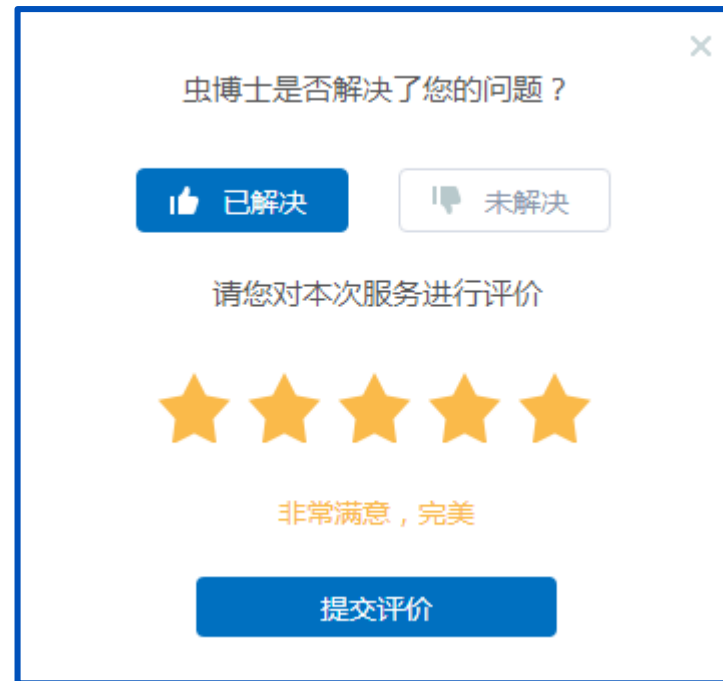 虫博士是否解决了您的问题？
已解决
未解决
请您对本次服务进行评价
非常满意，完美
提交评价